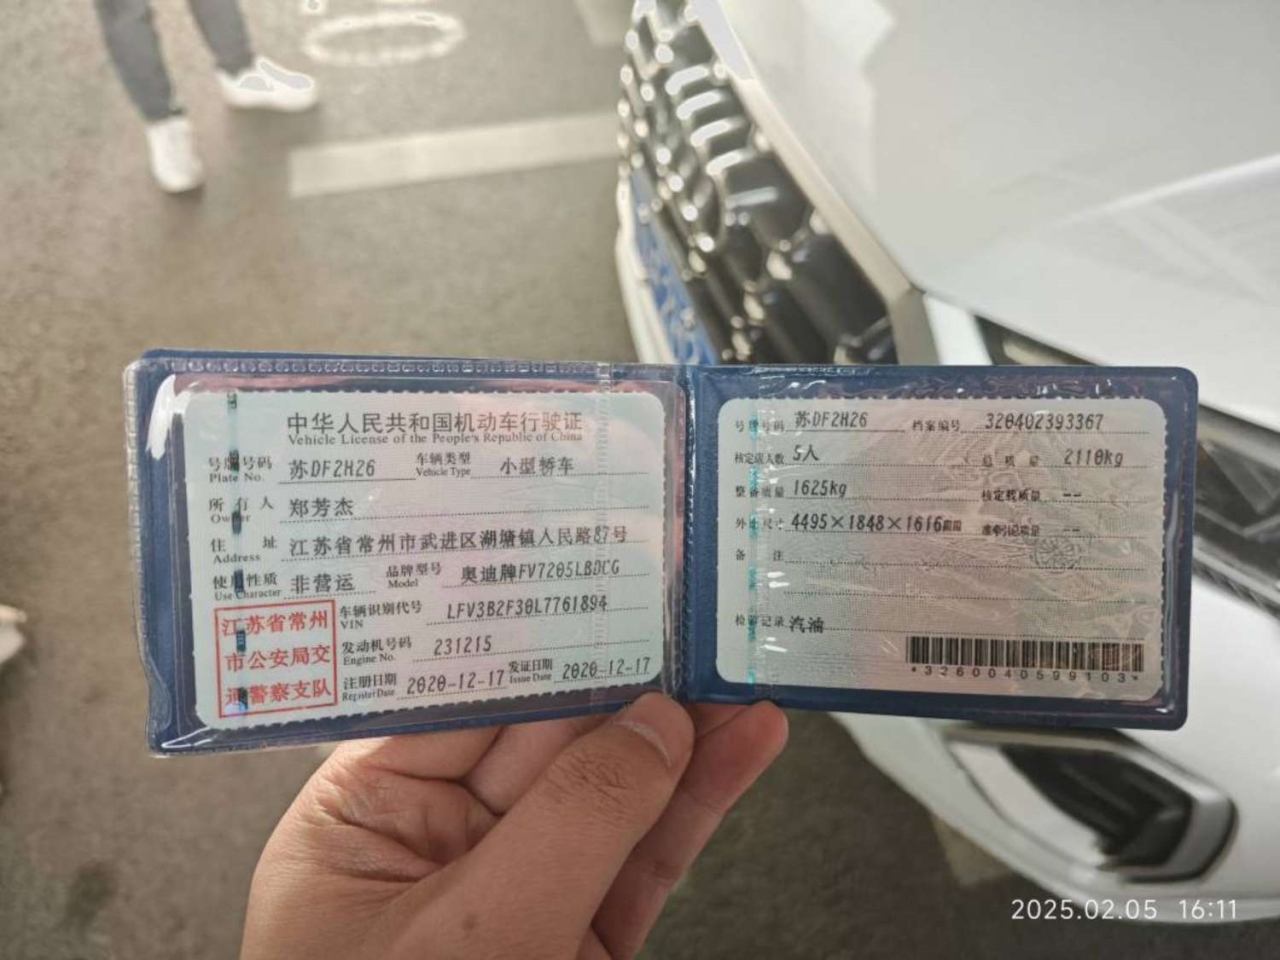 中华人民共和国机动车行驶证
Vehicle License of the People's Republic of China
号牌号码 苏DF2H26 车辆类型 小型轿车
Plate No. Vehicle Type
所有人 郑芳杰
Owner
住址 江苏省常州市武进区湖塘镇人民路87号
Address
使用性质 非营运 品牌型号 奥迪牌FV7205LBDCG
Use Character Model
江苏省常州
市公安局交
通警察支队
车辆识别代号 LFV3B2F30L7761894
VIN
发动机号码 231215
Engine No.
注册日期 2020-12-17 发证日期 2020-12-17
Register Date Issue Date
号牌号码 苏DF2H26 档案编号 320402393367
核定载人数 5人 总质量 2110kg
整备质量 1625kg 核定载质量 --
外廓尺寸 4495×1848×1616mm 准牵引总质量 --
备注
检验记录 汽油
*3260040599103*
2025.02.05 16:11